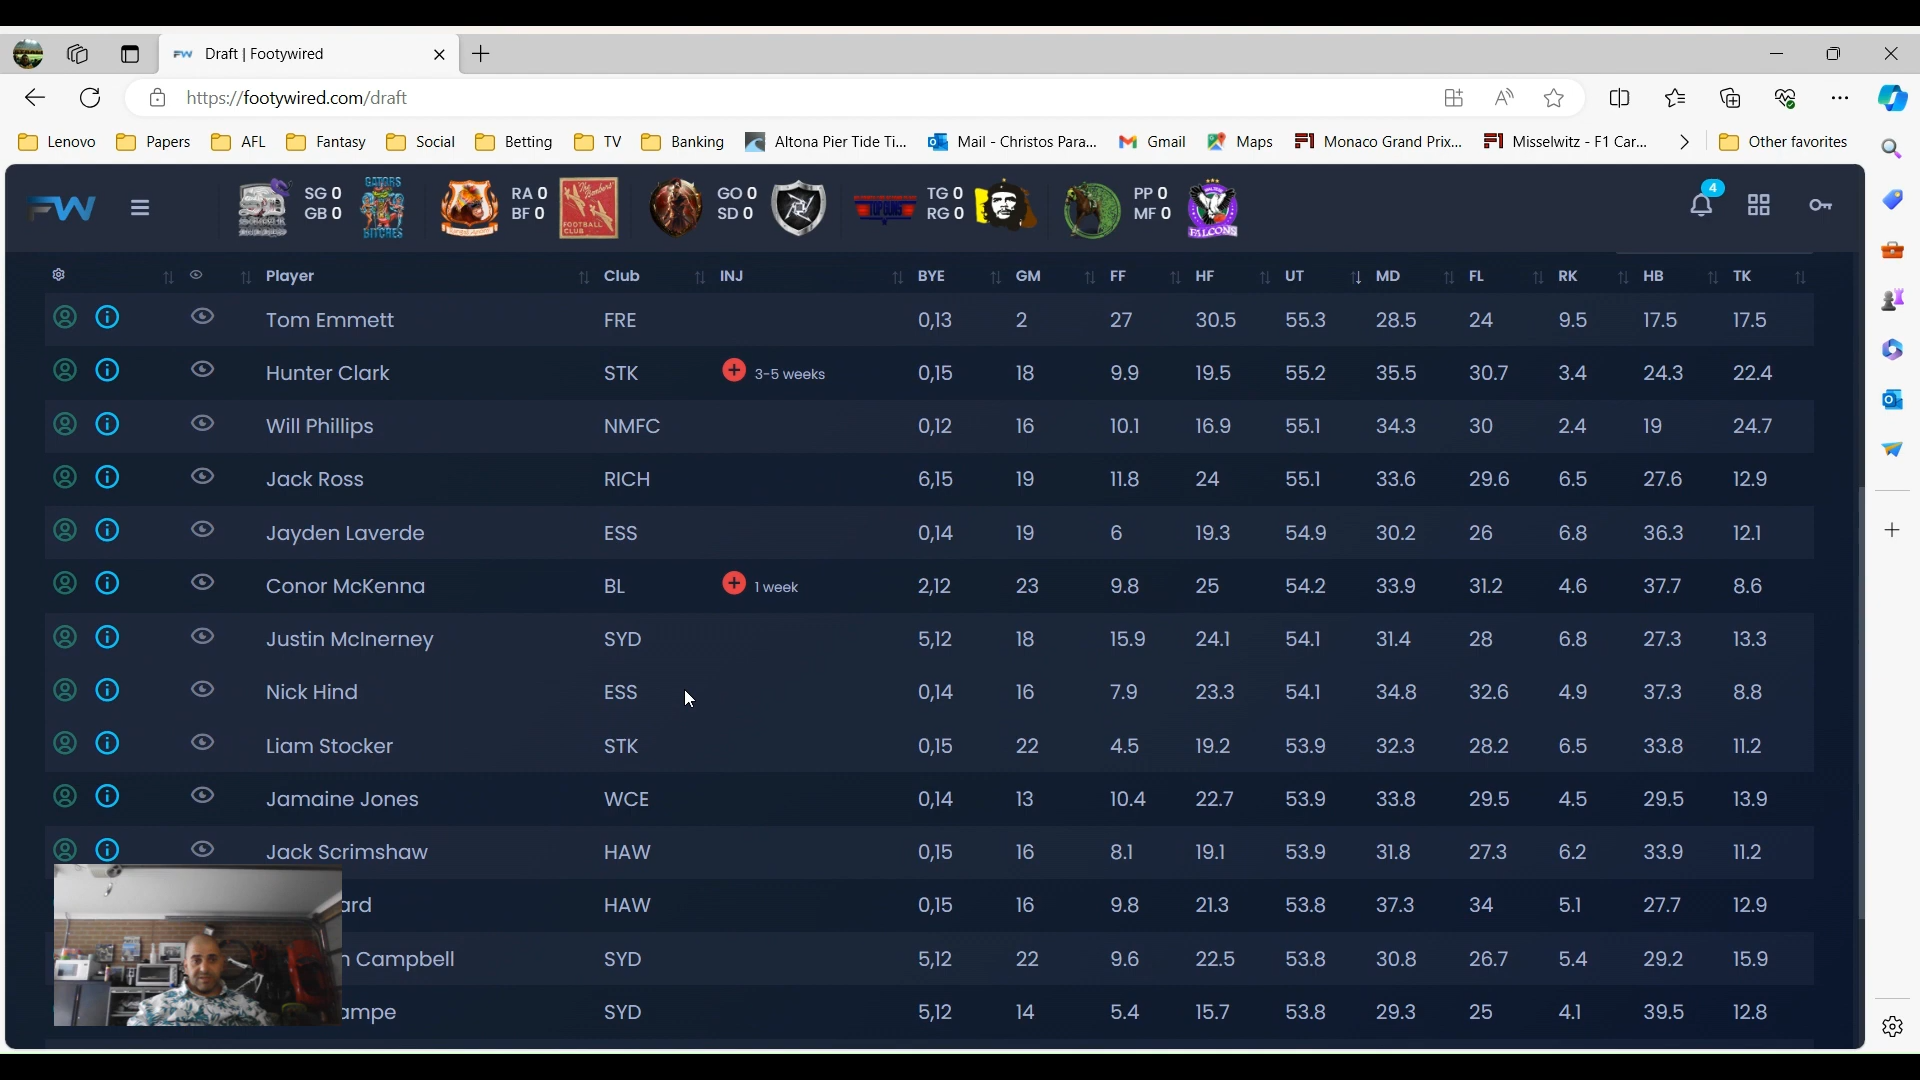 Draft | Footywired
https://footywired.com/draft
Lenovo Papers AFL Fantasy Social Betting TV Banking Altona Pier Tide Ti... Mail - Christos Para... Gmail Maps Monaco Grand Prix... Misselwitz - F1 Car... Other favorites
FW SG 0 GATORS RA 0 The Bombers GO 0 TG 0 PP 0 4
GB 0 BITCHES BF 0 FOOTBALL CLUB SD 0 TOP GUNS RG 0 MF 0 FALCONS
Player Club INJ BYE GM FF HF UT MD FL RK HB TK
Tom Emmett FRE 0,13 2 27 30.5 55.3 28.5 24 9.5 17.5 17.5
Hunter Clark STK 3-5 weeks 0,15 18 9.9 19.5 55.2 35.5 30.7 3.4 24.3 22.4
Will Phillips NMFC 0,12 16 10.1 16.9 55.1 34.3 30 2.4 19 24.7
Jack Ross RICH 6,15 19 11.8 24 55.1 33.6 29.6 6.5 27.6 12.9
Jayden Laverde ESS 0,14 19 6 19.3 54.9 30.2 26 6.8 36.3 12.1
Conor McKenna BL 1 week 2,12 23 9.8 25 54.2 33.9 31.2 4.6 37.7 8.6
Justin McInerney SYD 5,12 18 15.9 24.1 54.1 31.4 28 6.8 27.3 13.3
Nick Hind ESS 0,14 16 7.9 23.3 54.1 34.8 32.6 4.9 37.3 8.8
Liam Stocker STK 0,15 22 4.5 19.2 53.9 32.3 28.2 6.5 33.8 11.2
Jamaine Jones WCE 0,14 13 10.4 22.7 53.9 33.8 29.5 4.5 29.5 13.9
Jack Scrimshaw HAW 0,15 16 8.1 19.1 53.9 31.8 27.3 6.2 33.9 11.2
ard HAW 0,15 16 9.8 21.3 53.8 37.3 34 5.1 27.7 12.9
n Campbell SYD 5,12 22 9.6 22.5 53.8 30.8 26.7 5.4 29.2 15.9
ampe SYD 5,12 14 5.4 15.7 53.8 29.3 25 4.1 39.5 12.8